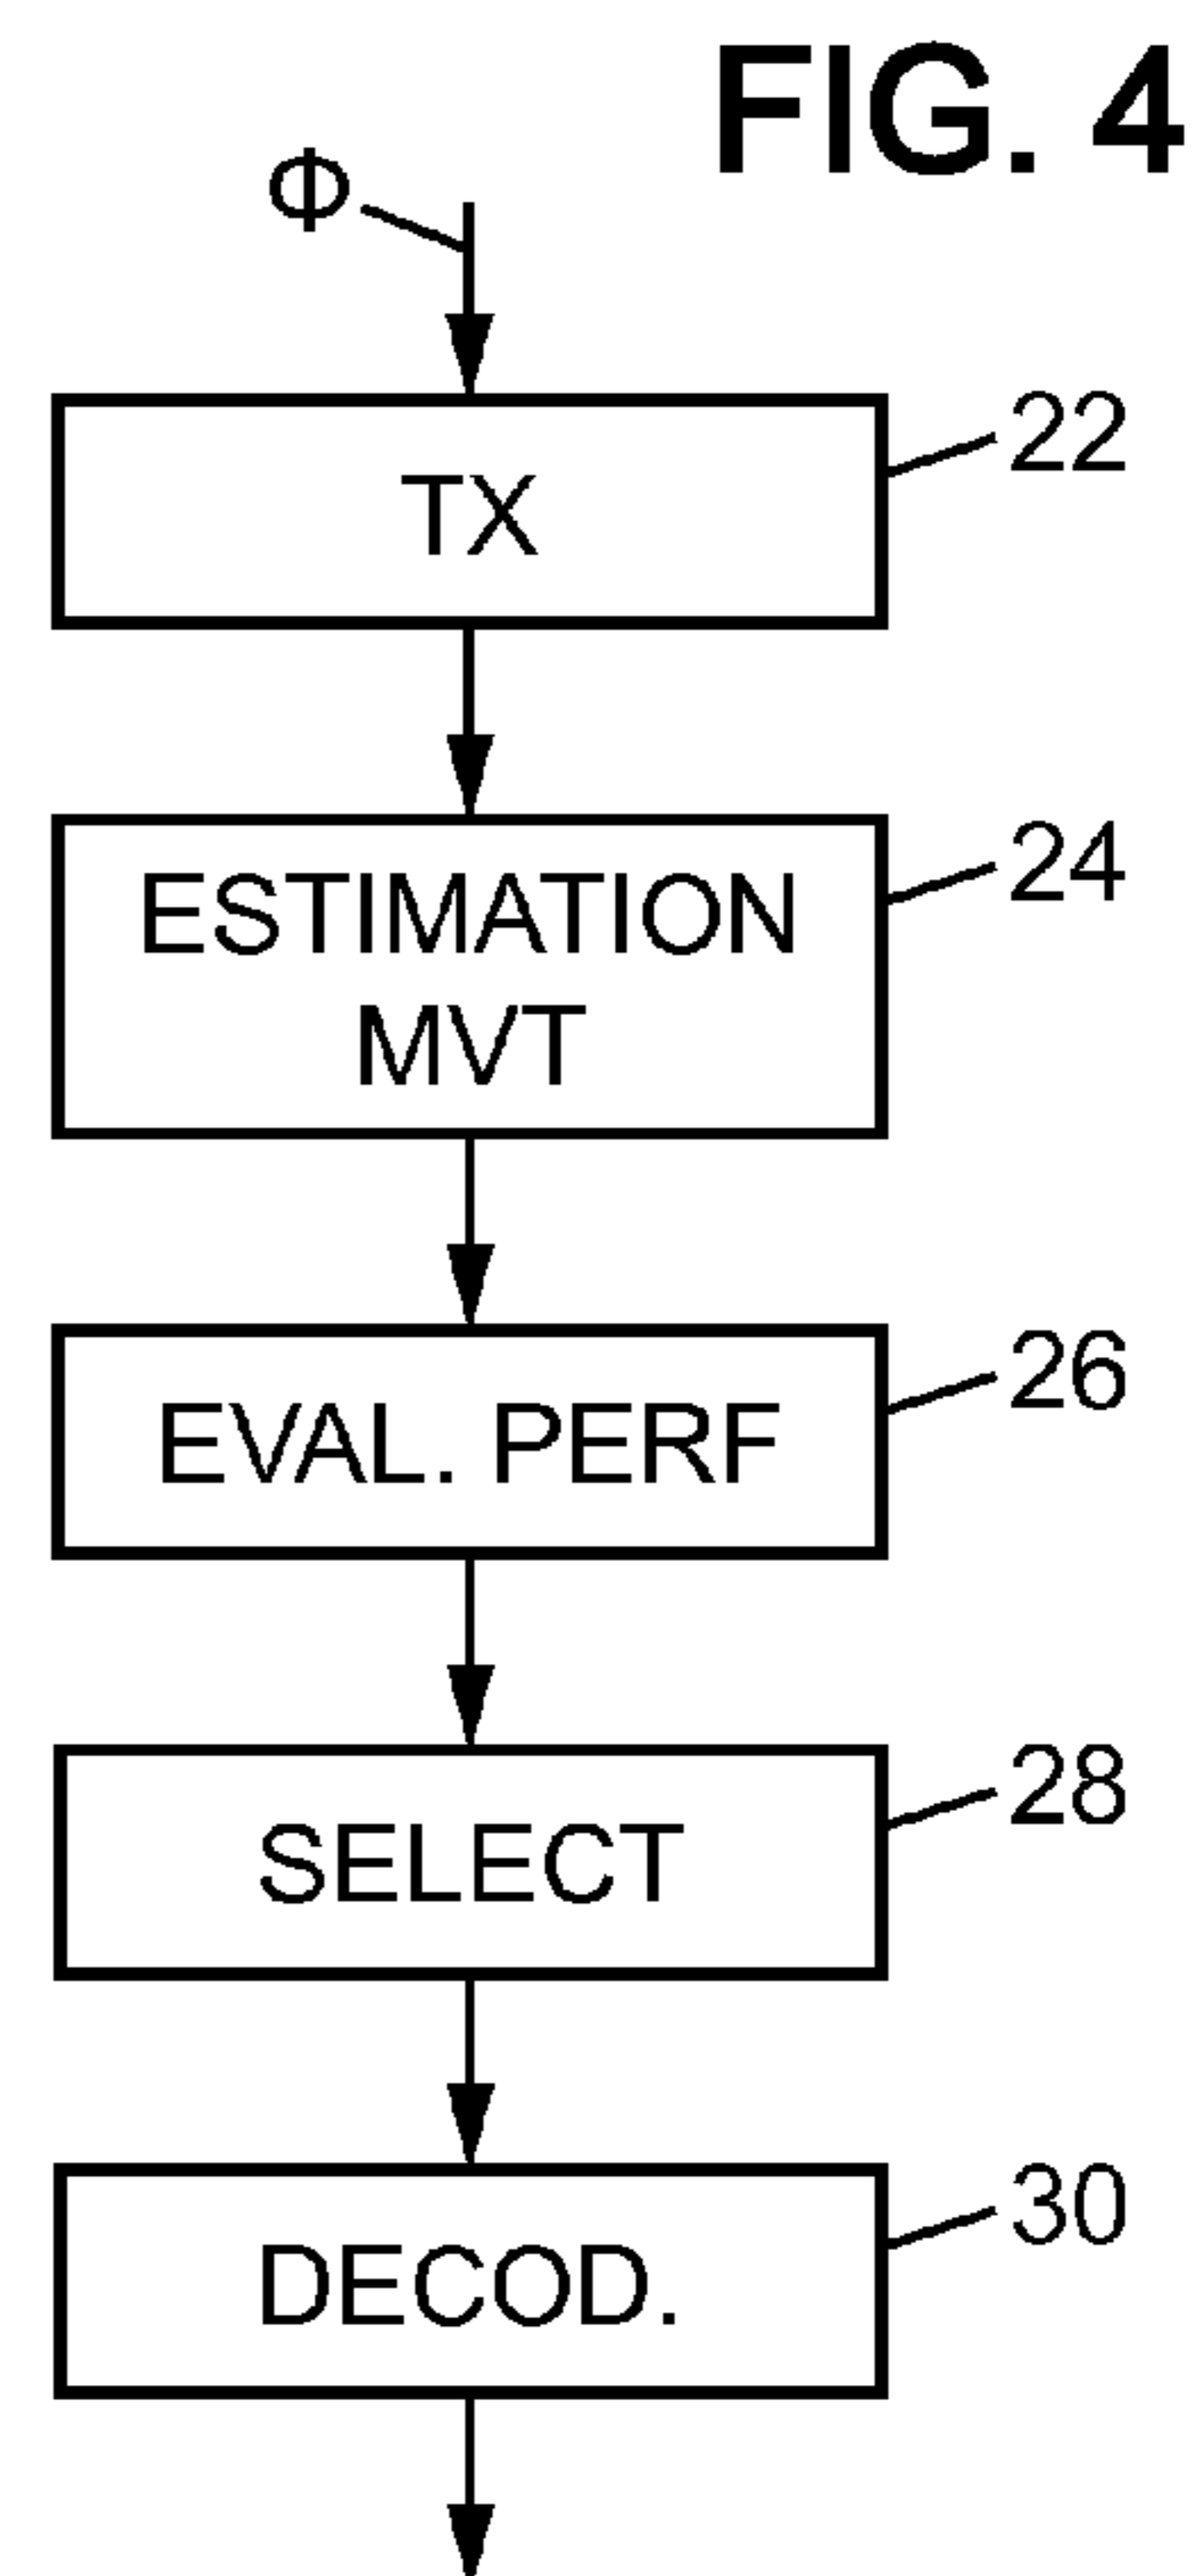 FIG. 4
Φ
TX
22
ESTIMATION
MVT
24
EVAL. PERF
26
SELECT
28
DECOD.
30